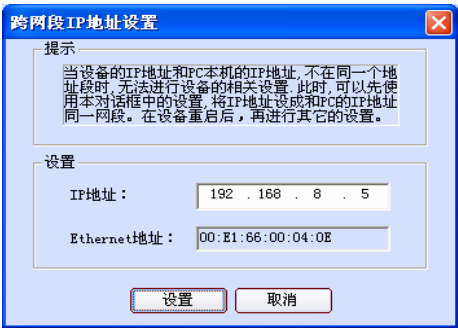 跨网段IP地址设置
提示
当设备的IP地址和PC本机的IP地址,不在同一个地
址段时,无法进行设备的相关设置.此时,可以先使
用本对话框中的设置,将IP地址设成和PC的IP地址
同一网段。在设备重启后，再进行其它的设置。
设置
IP地址：
192 . 168 . 8 . 5
Ethernet地址：
00:E1:66:00:04:0E
设置
取消